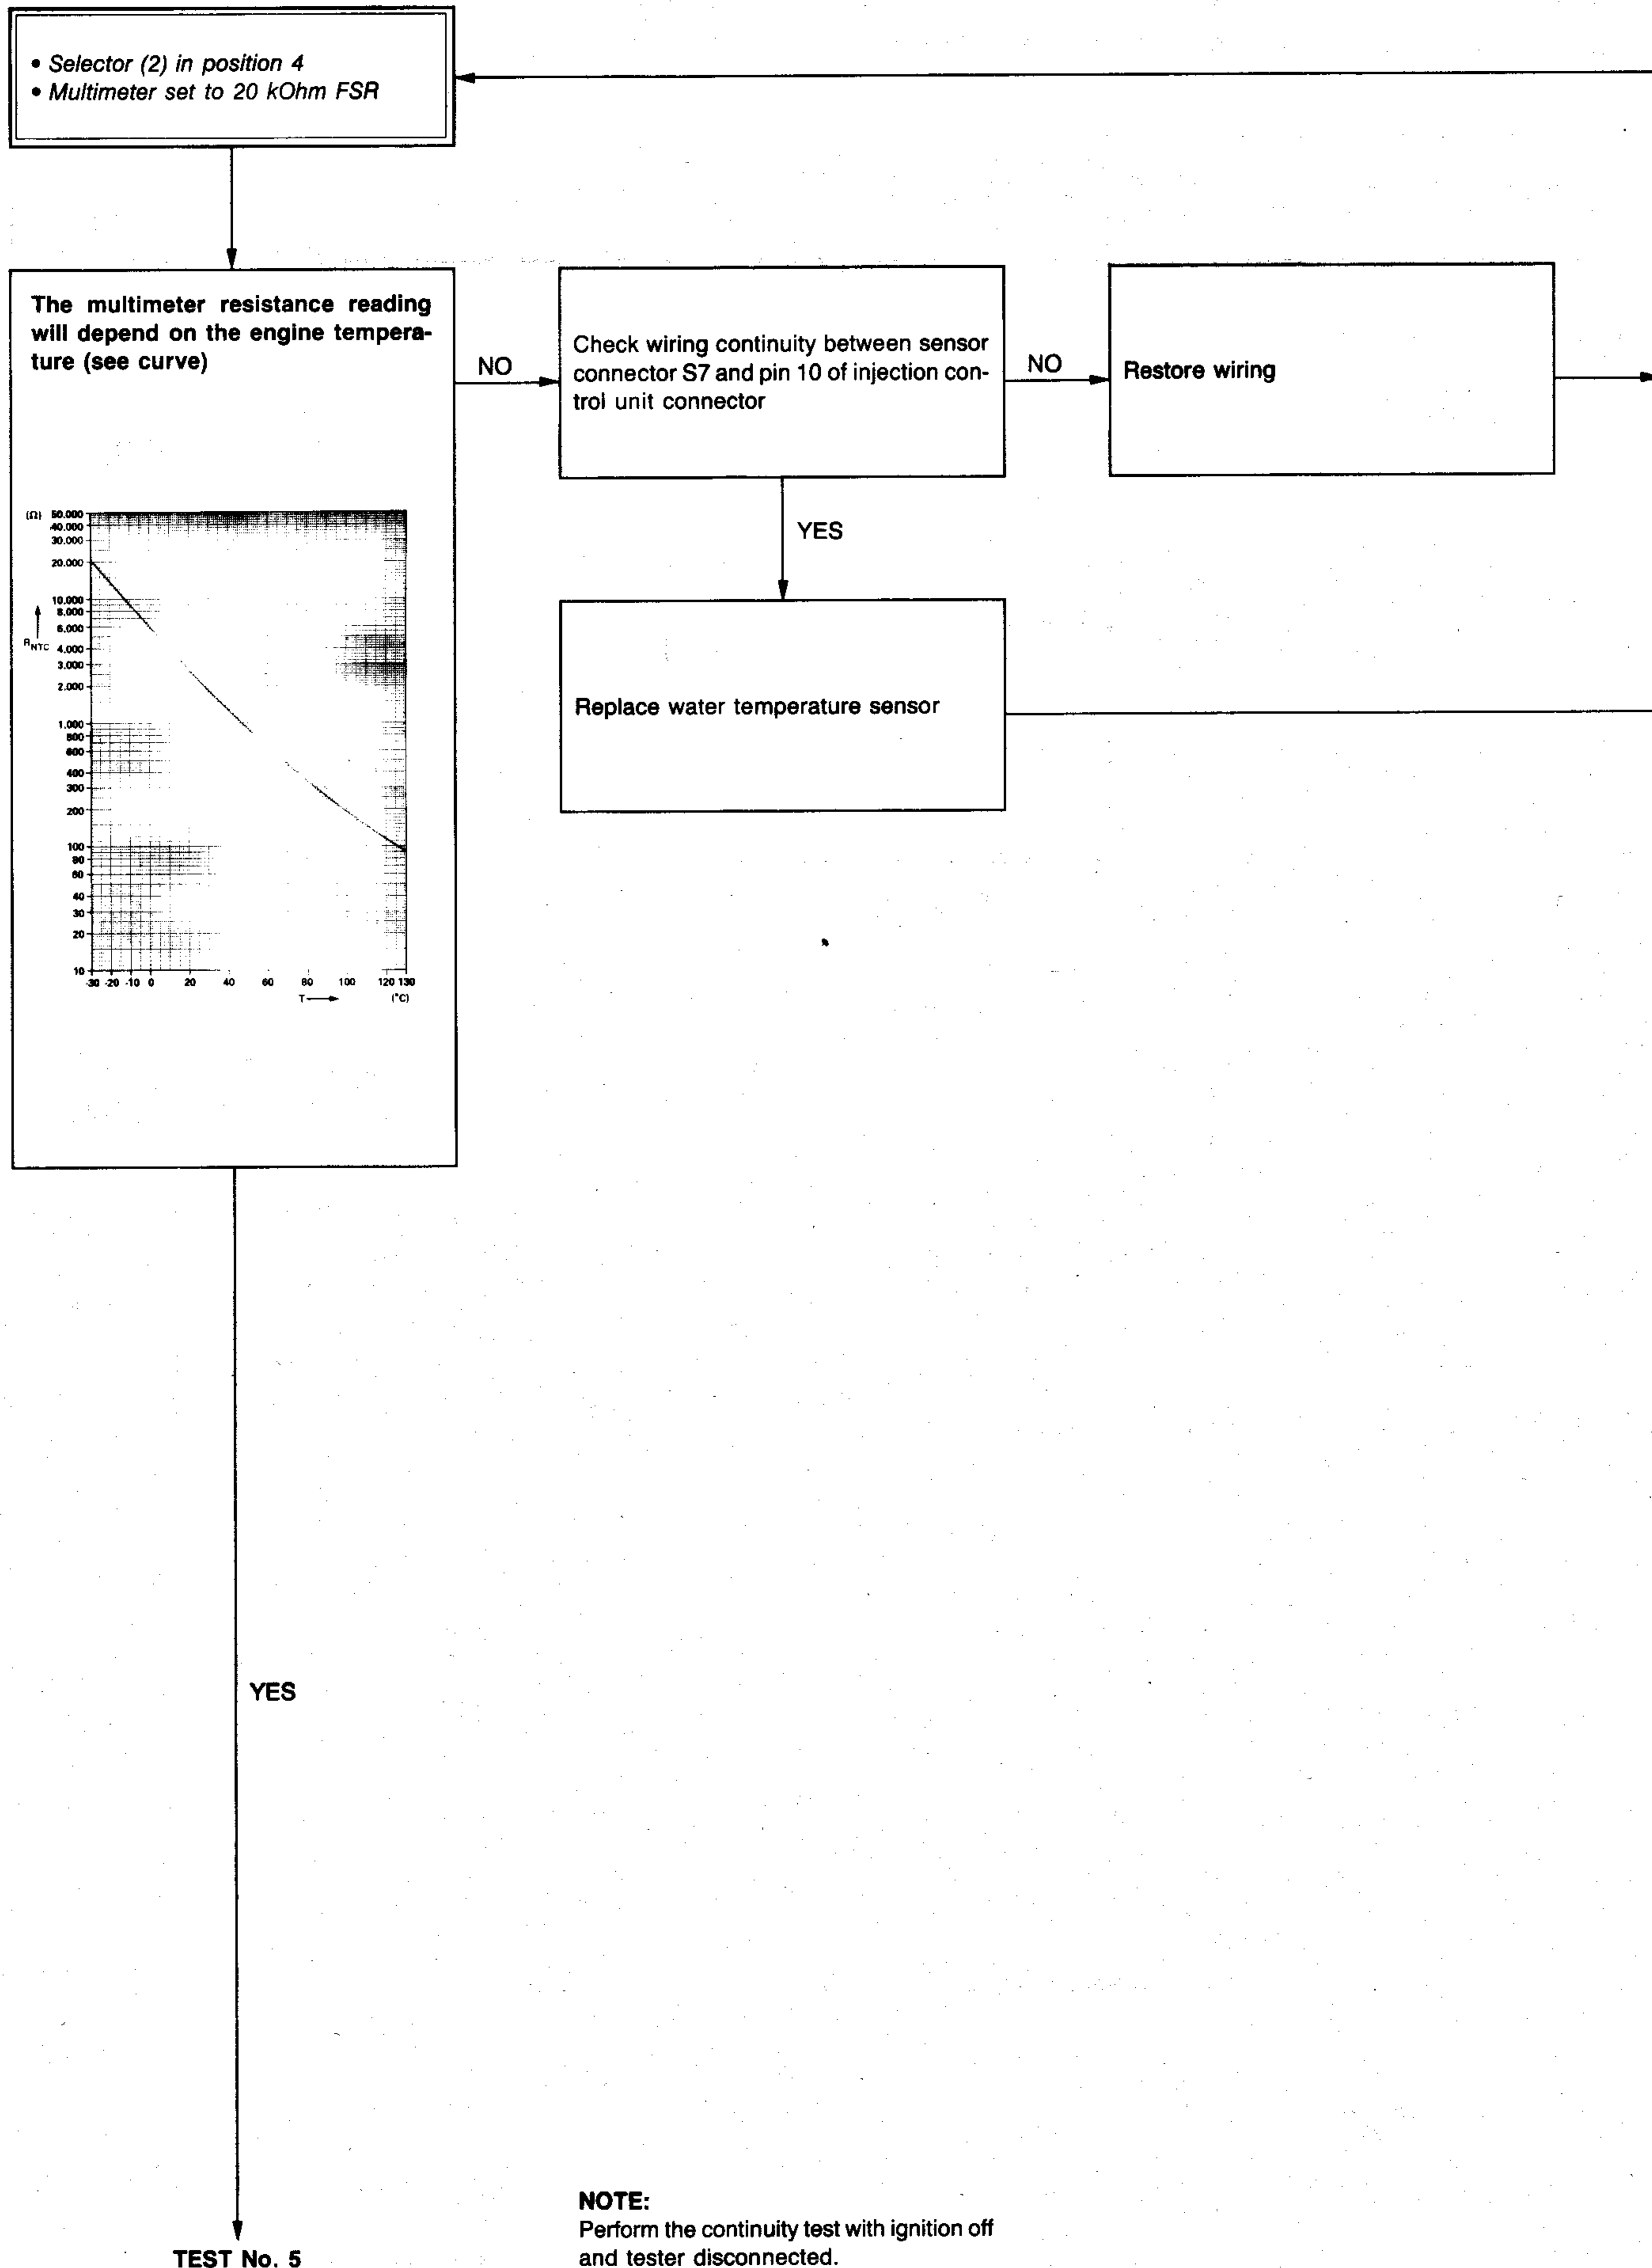 • Selector (2) in position 4
• Multimeter set to 20 kOhm FSR
The multimeter resistance reading
will depend on the engine tempera-
ture (see curve)
NO
Check wiring continuity between sensor
connector S7 and pin 10 of injection con-
trol unit connector
NO
Restore wiring
YES
Replace water temperature sensor
(Ω) 50.000
40.000
30.000
20.000
10.000
8.000
6.000
RNTC 4.000
3.000
2.000
1.000
800
600
400
300
200
100
80
60
40
30
20
10
-30 -20 -10 0 20 40 60 80 100 120 130
T (°C)
YES
TEST No. 5
NOTE:
Perform the continuity test with ignition off
and tester disconnected.